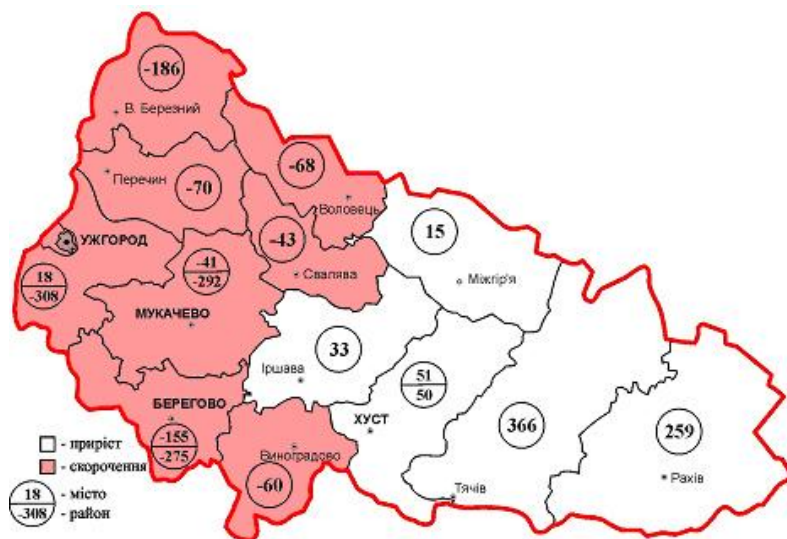 -186
В. Березний
-68
Перечин
-70
Воловець
УЖГОРОД
-43
15
-41
-292
Свалява
Міжгір'я
18
-308
МУКАЧЕВО
33
Іршава
51
50
БЕРЕГОВО
ХУСТ
366
259
-155
-275
Виноградово
-60
Рахів
Тячів
- приріст
- скорочення
18
-308
- місто
- район